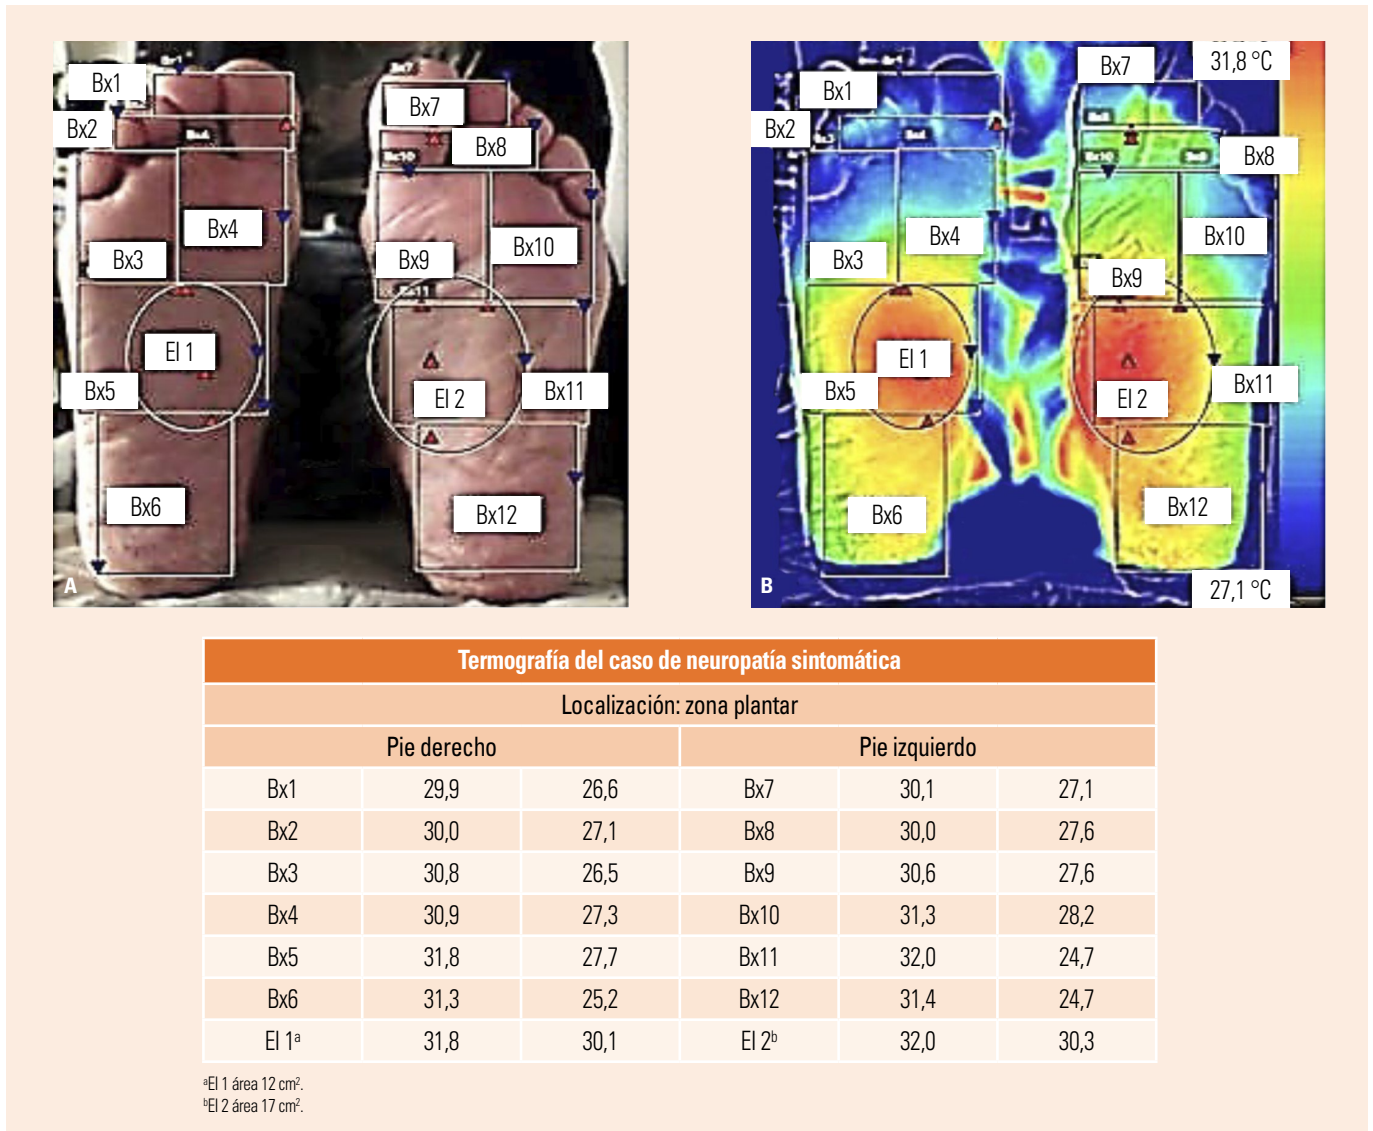 Bx1
Bx2
Bx7
Bx8
Bx4
Bx3
Bx9
Bx10
El 1
Bx5
El 2
Bx11
Bx6
Bx12
A
31,8 °C
Bx7
Bx1
Bx2
Bx8
Bx4
Bx10
Bx3
Bx9
El 1
Bx5
El 2
Bx11
Bx6
Bx12
B
27,1 °C
Termografía del caso de neuropatía sintomática
Localización: zona plantar
Pie derecho Pie izquierdo
Bx1 29,9 26,6 Bx7 30,1 27,1
Bx2 30,0 27,1 Bx8 30,0 27,6
Bx3 30,8 26,5 Bx9 30,6 27,6
Bx4 30,9 27,3 Bx10 31,3 28,2
Bx5 31,8 27,7 Bx11 32,0 24,7
Bx6 31,3 25,2 Bx12 31,4 24,7
El 1ᵃ 31,8 30,1 El 2ᵇ 32,0 30,3
ᵃEl 1 área 12 cm².
ᵇEl 2 área 17 cm².